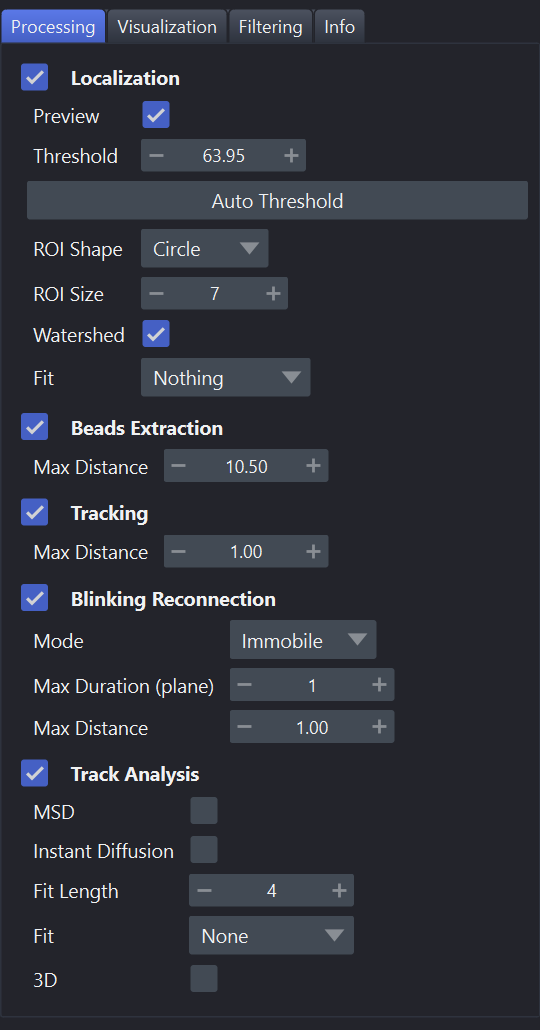 Processing Visualization Filtering Info
Localization
Preview
Threshold − 63.95 +
Auto Threshold
ROI Shape Circle
ROI Size − 7 +
Watershed
Fit Nothing
Beads Extraction
Max Distance − 10.50 +
Tracking
Max Distance − 1.00 +
Blinking Reconnection
Mode Immobile
Max Duration (plane) − 1 +
Max Distance − 1.00 +
Track Analysis
MSD
Instant Diffusion
Fit Length − 4 +
Fit None
3D